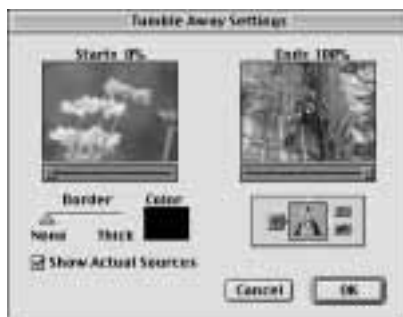 Tumble Away Settings
Start: 0%
End: 100%
Border
Color
None
Thick
Show Actual Sources
Cancel
OK